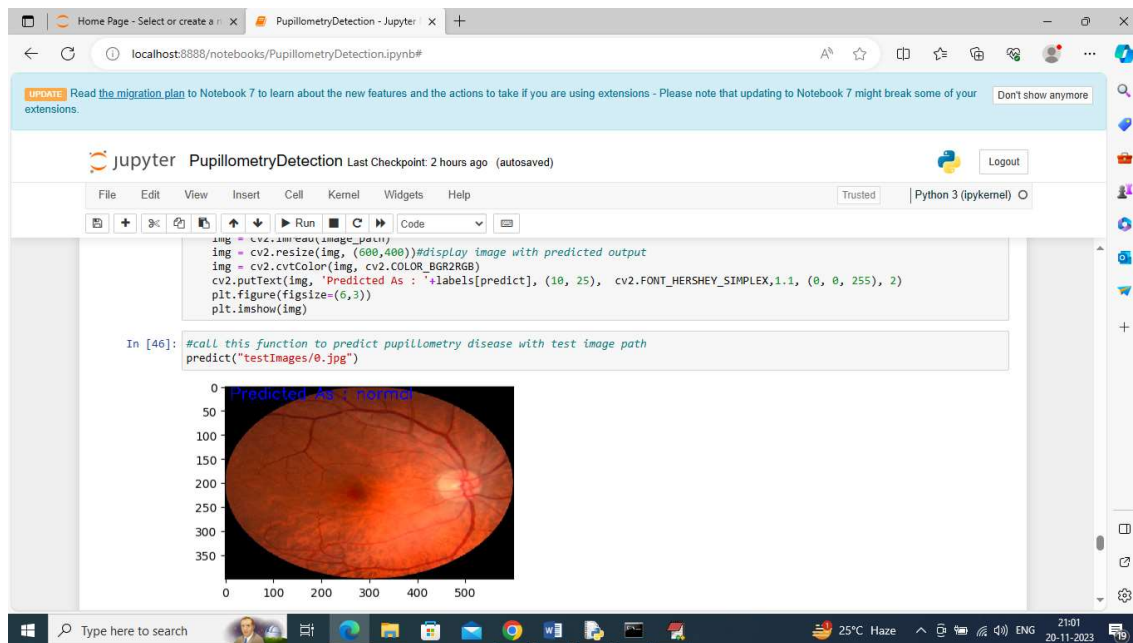 Home Page - Select or create a n
PupillometryDetection - Jupyter
localhost:8888/notebooks/PupillometryDetection.ipynb#
UPDATE Read the migration plan to Notebook 7 to learn about the new features and the actions to take if you are using extensions - Please note that updating to Notebook 7 might break some of your
extensions.
Don't show anymore
jupyter PupillometryDetection Last Checkpoint: 2 hours ago (autosaved)
Logout
File Edit View Insert Cell Kernel Widgets Help
Trusted Python 3 (ipykernel)
Run Code
img = cv2.imread(image_path)
img = cv2.resize(img, (600,400))#display image with predicted output
img = cv2.cvtColor(img, cv2.COLOR_BGR2RGB)
cv2.putText(img, 'Predicted As : '+labels[predict], (10, 25),  cv2.FONT_HERSHEY_SIMPLEX,1.1, (0, 0, 255), 2)
plt.figure(figsize=(6,3))
plt.imshow(img)
In [46]: #call this function to predict pupillometry disease with test image path
predict("testImages/0.jpg")
Predicted As : normal
0
50
100
150
200
250
300
350
0 100 200 300 400 500
Type here to search
25°C Haze
ENG
21:01
20-11-2023
19